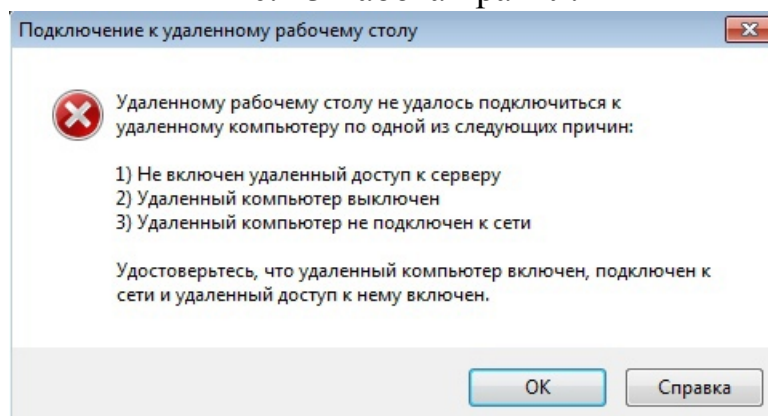 Подключение к удаленному рабочему столу
Удаленному рабочему столу не удалось подключиться к
удаленному компьютеру по одной из следующих причин:
1) Не включен удаленный доступ к серверу
2) Удаленный компьютер выключен
3) Удаленный компьютер не подключен к сети
Удостоверьтесь, что удаленный компьютер включен, подключен к
сети и удаленный доступ к нему включен.
ОК
Справка